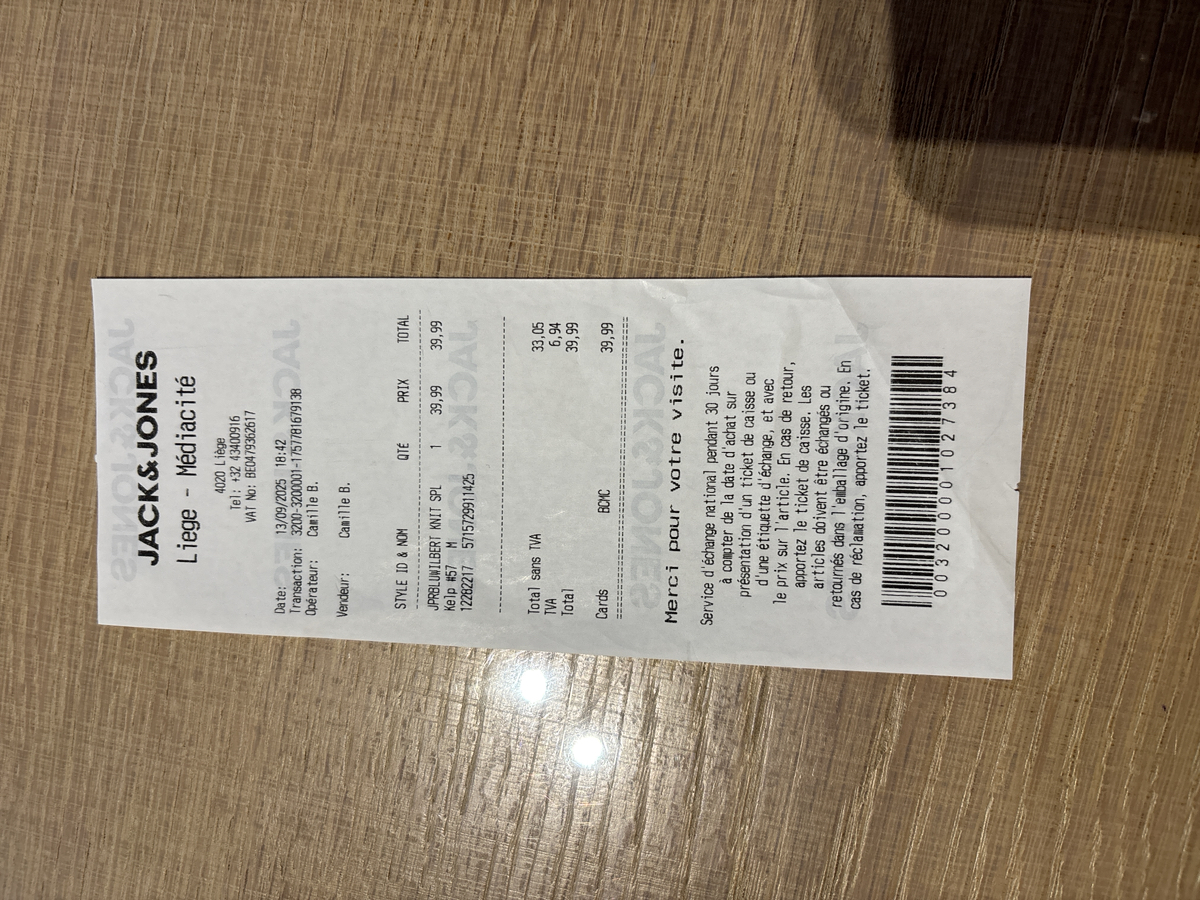 JACK&JONES
Liege - Médiacité
4020 Liège
Tel: +32 43400916
VAT No: BE0479362617
Date: 13/09/2025 18:42
Transaction: 3200-3200001-1757781679138
Opérateur: Camille B.
Vendeur: Camille B.
STYLE ID & NOM QTE PRIX TOTAL
JPRBLUWILBERT KNIT SPL 1 39,99 39,99
Kelp #57 M
12282217 5715729911425
Total sans TVA 33,05
TVA 6,94
Total 39,99
Cards BCMC 39,99
Merci pour votre visite.
Service d'échange national pendant 30 jours
à compter de la date d'achat sur
présentation d'un ticket de caisse ou
d'une étiquette d'échange, et avec
le prix sur l'article. En cas de retour,
apportez le ticket de caisse. Les
articles doivent être échangés ou
retournés dans l'emballage d'origine. En
cas de réclamation, apportez le ticket.
0032000001027384